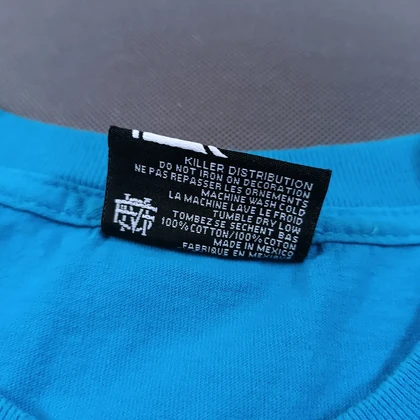 KILLER DISTRIBUTION
DO NOT IRON ON DECORATION
NE PAS REPASSER LES ORNEMENTS
MACHINE WASH COLD
LA MACHINE LAVE LE FROID
TUMBLE DRY LOW
TOMBEZ SE SECHENT BAS
100% COTTON/100% COTON
MADE IN MEXICO
FABRIQUE EN MEXIQUE